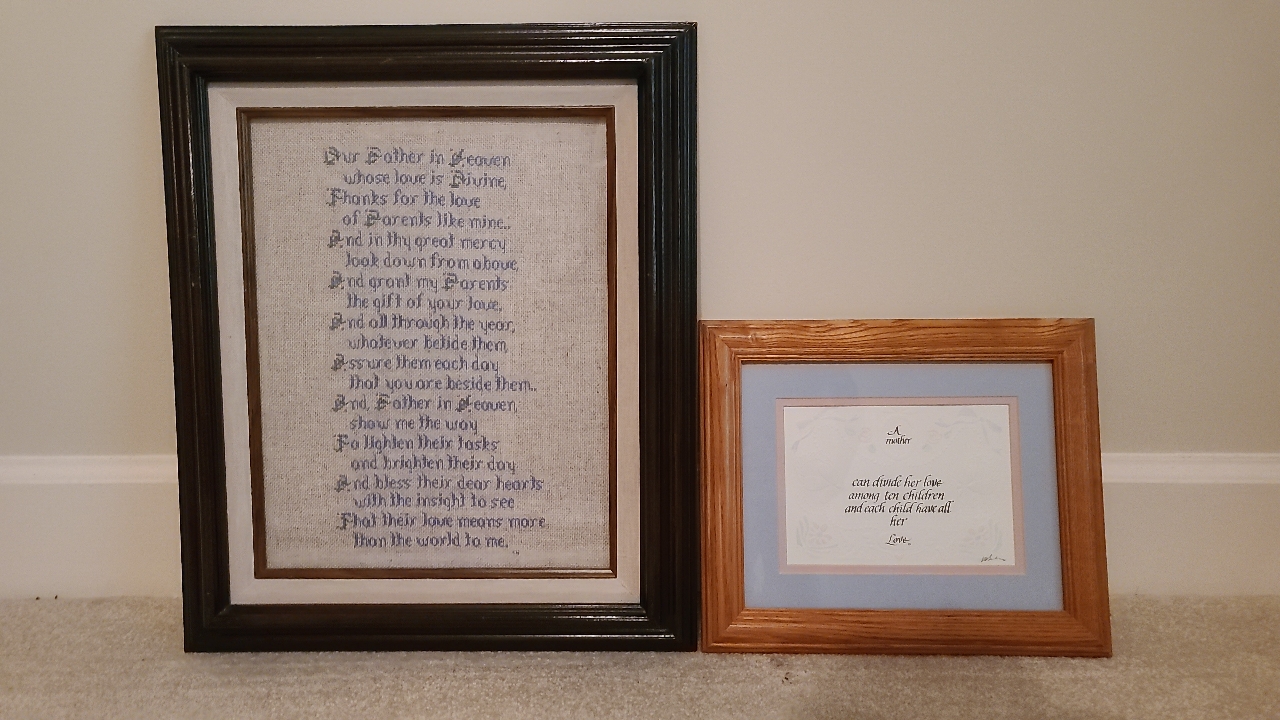 Our Father in Heaven
whose love is Divine,
Thanks for the love
of Parents like mine..
And in thy great mercy
look down from above,
And grant my Parents
the gift of your love,
And all through the year,
whatever betide them,
Assure them each day
that you are beside them..
And, Father in Heaven,
show me the way
To lighten their tasks
and brighten their day
And bless their dear hearts
with the insight to see
That their love means more
than the world to me.
A
mother
can divide her love
among ten children
and each child have all
her
Love.